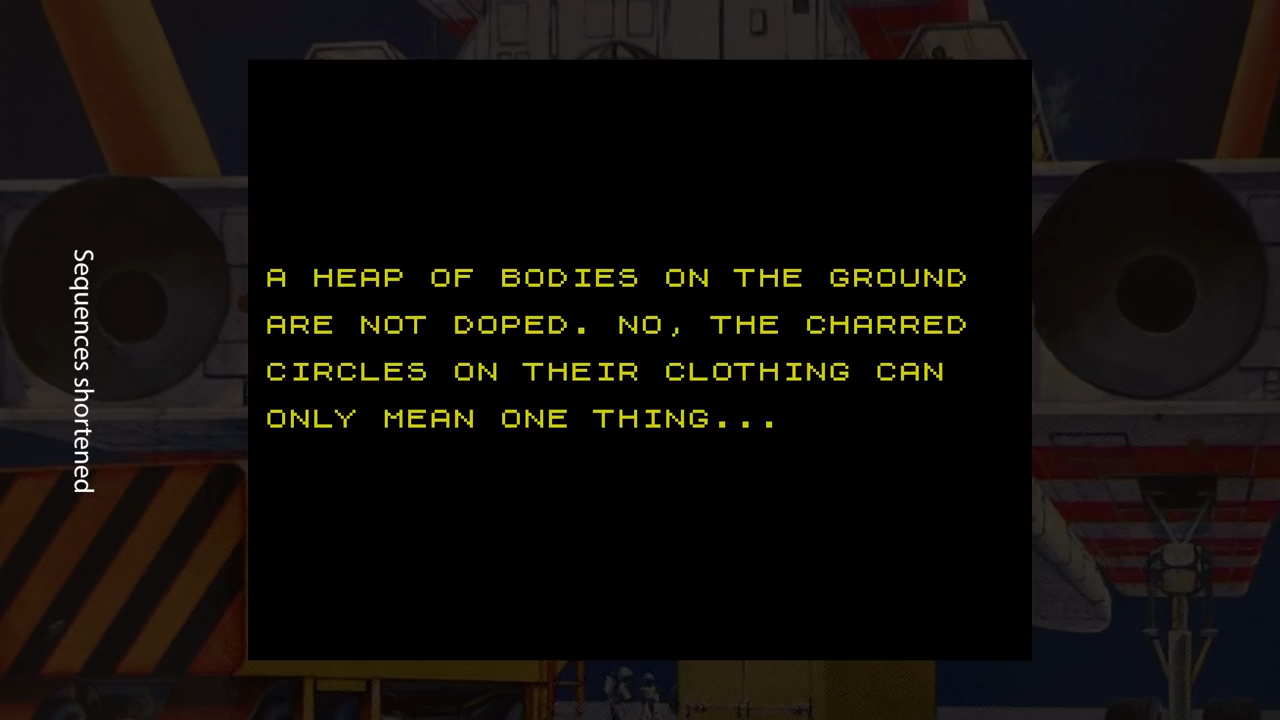 Sequences shortened
A HEAP OF BODIES ON THE GROUND
ARE NOT DOPED. NO, THE CHARRED
CIRCLES ON THEIR CLOTHING CAN
ONLY MEAN ONE THING...